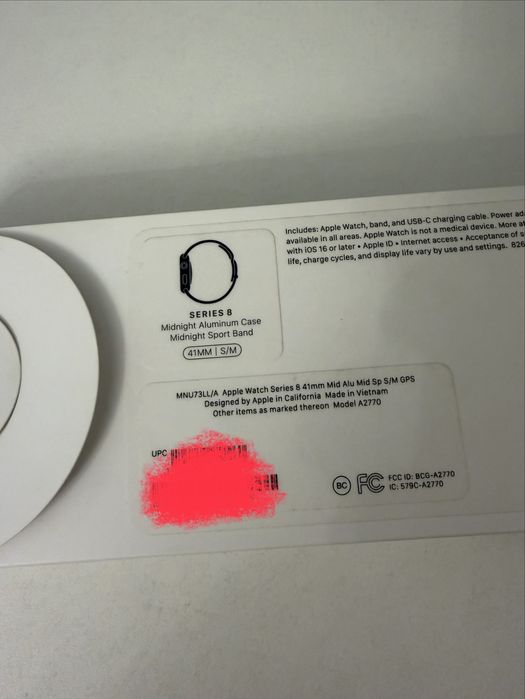 Includes: Apple Watch, band, and USB-C charging cable. Power
available in all areas. Apple Watch is not a medical device. More
with iOS 16 or later • Apple ID • Internet access • Acceptance of
life, charge cycles, and display life vary by use and settings.
SERIES 8
Midnight Aluminum Case
Midnight Sport Band
41MM | S/M
MNU73LL/A Apple Watch Series 8 41mm Mid Alu Mid Sp S/M GPS
Designed by Apple in California Made in Vietnam
Other items as marked thereon Model A2770
UPC
BC FC FCC ID: BCG-A2770
IC: 579C-A2770